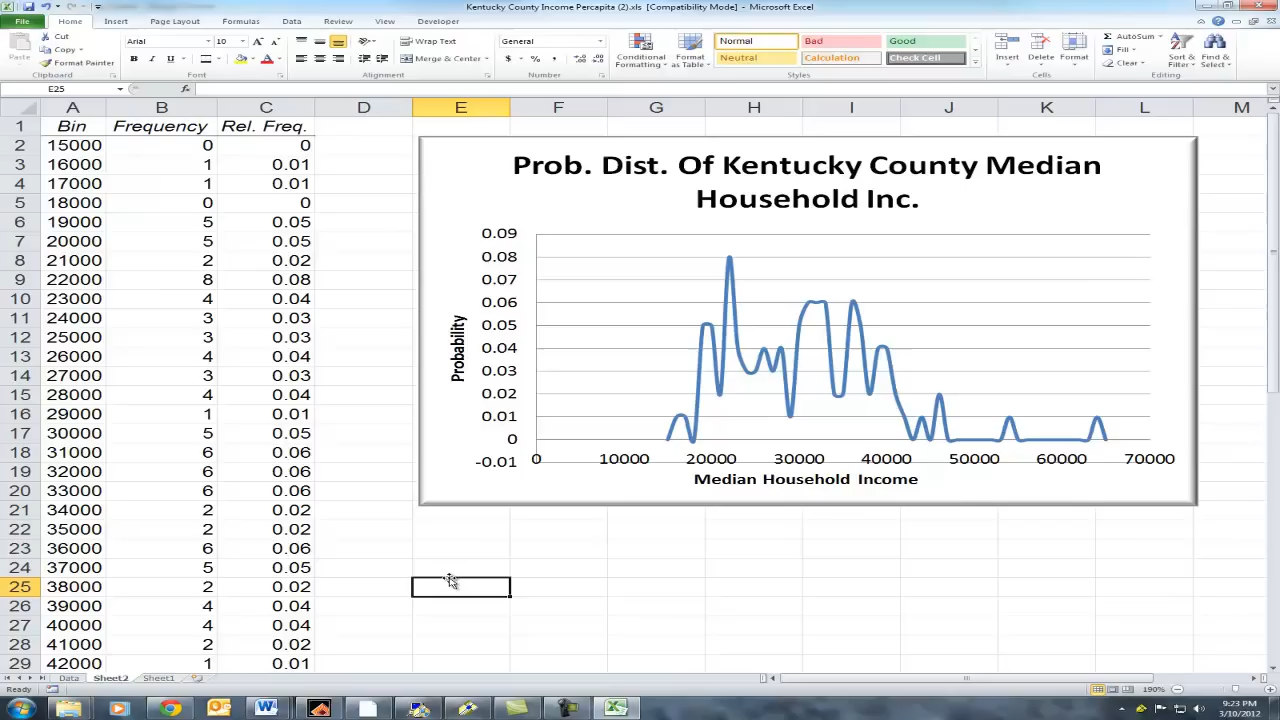 Kentucky County Income Percapita (2).xls [Compatibility Mode] - Microsoft Excel
File Home Insert Page Layout Formulas Data Review View Developer
Paste
Cut
Copy
Format Painter
Clipboard
Arial 10
B I U
A A
Font
Wrap Text
Merge & Center
Alignment
General
$ % ,
Number
Conditional Formatting
Format as Table
Normal Bad Good
Neutral Calculation Check Cell
Styles
Insert Delete Format
Cells
AutoSum
Fill
Clear
Sort & Filter
Find & Select
Editing
E25 fx
A B C D E F G H I J K L M
1 Bin Frequency Rel. Freq.
2 15000 0 0
3 16000 1 0.01
4 17000 1 0.01
5 18000 0 0
6 19000 5 0.05
7 20000 5 0.05
8 21000 2 0.02
9 22000 8 0.08
10 23000 4 0.04
11 24000 3 0.03
12 25000 3 0.03
13 26000 4 0.04
14 27000 3 0.03
15 28000 4 0.04
16 29000 1 0.01
17 30000 5 0.05
18 31000 6 0.06
19 32000 6 0.06
20 33000 6 0.06
21 34000 2 0.02
22 35000 2 0.02
23 36000 6 0.06
24 37000 5 0.05
25 38000 2 0.02
26 39000 4 0.04
27 40000 4 0.04
28 41000 2 0.02
29 42000 1 0.01
Prob. Dist. Of Kentucky County Median
Household Inc.
Probability
0.09
0.08
0.07
0.06
0.05
0.04
0.03
0.02
0.01
0
-0.01
0 10000 20000 30000 40000 50000 60000 70000
Median Household Income
Data Sheet2 Sheet1
Ready 190%
9:23 PM
3/10/2012